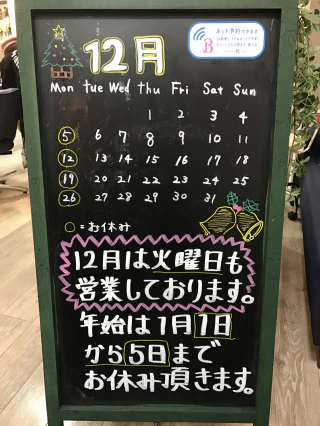 12月
ネット予約できます
B
Mon Tue Wed Thu Fri Sat Sun
1 2 3 4
5 6 7 8 9 10 11
12 13 14 15 16 17 18
19 20 21 22 23 24 25
26 27 28 29 30 31
○=お休み
12月は火曜日も
営業しております。
年始は1月1日
から5日まで
お休み頂きます。